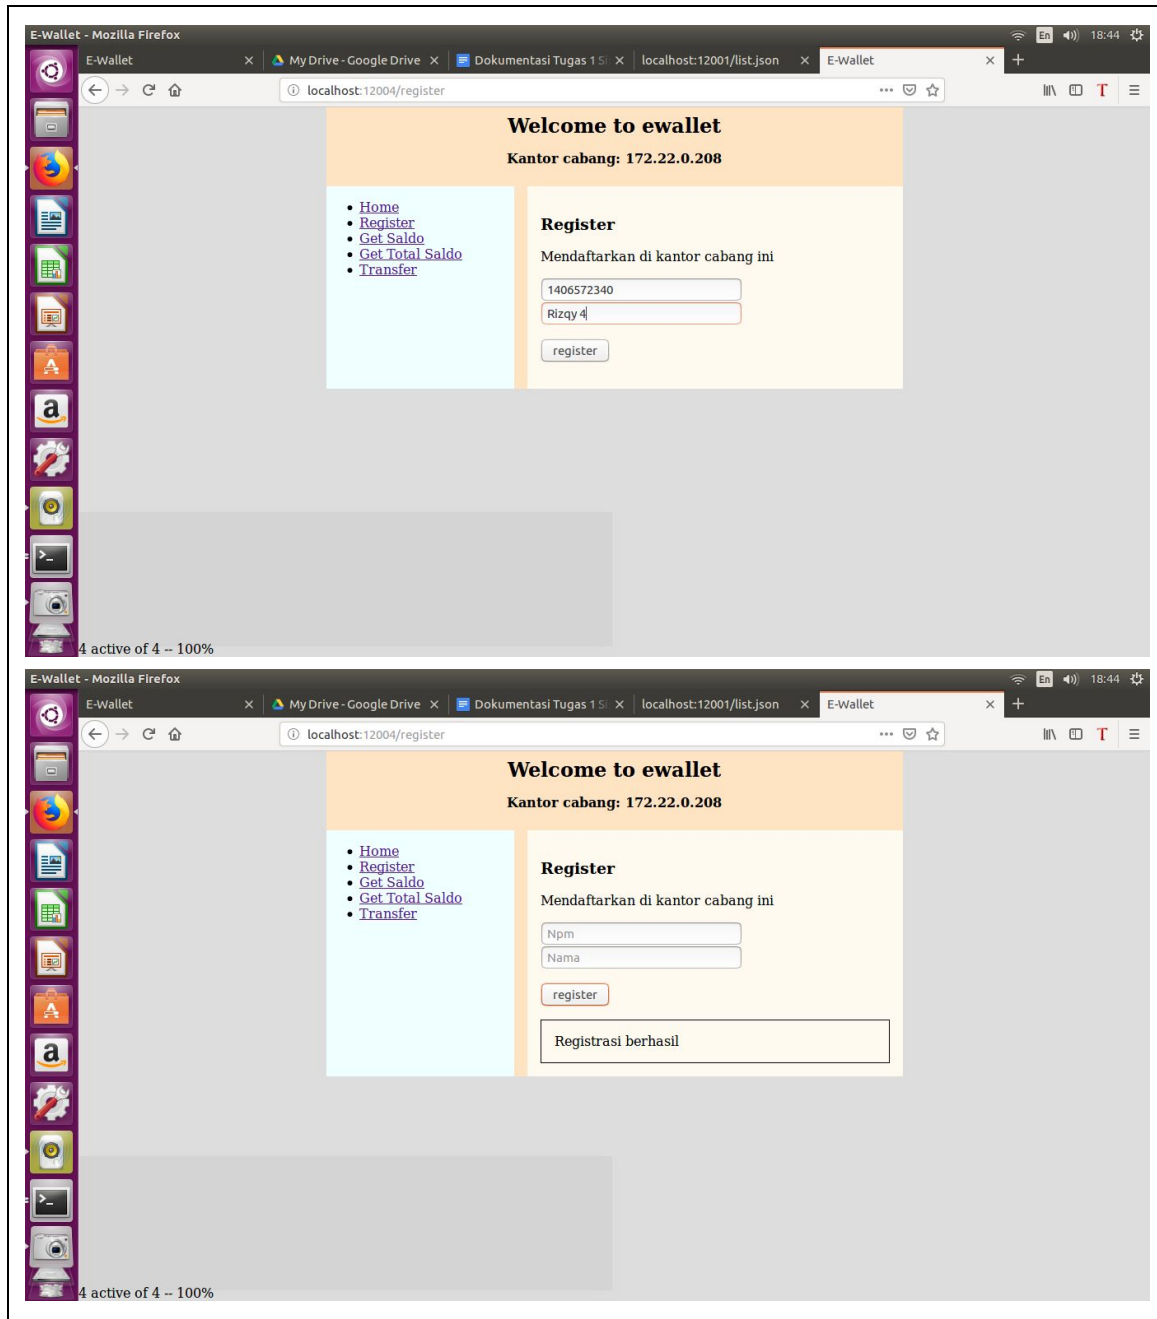 E-Wallet - Mozilla Firefox
En 18:44
E-Wallet
My Drive - Google Drive
Dokumentasi Tugas 1 Si
localhost:12001/list.json
E-Wallet
localhost:12004/register
T
Welcome to ewallet
Kantor cabang: 172.22.0.208
Home
Register
Get Saldo
Get Total Saldo
Transfer
Register
Mendaftarkan di kantor cabang ini
1406572340
Rizqy 4
register
4 active of 4 -- 100%
E-Wallet - Mozilla Firefox
En 18:44
E-Wallet
My Drive - Google Drive
Dokumentasi Tugas 1 Si
localhost:12001/list.json
E-Wallet
localhost:12004/register
T
Welcome to ewallet
Kantor cabang: 172.22.0.208
Home
Register
Get Saldo
Get Total Saldo
Transfer
Register
Mendaftarkan di kantor cabang ini
Npm
Nama
register
Registrasi berhasil
4 active of 4 -- 100%